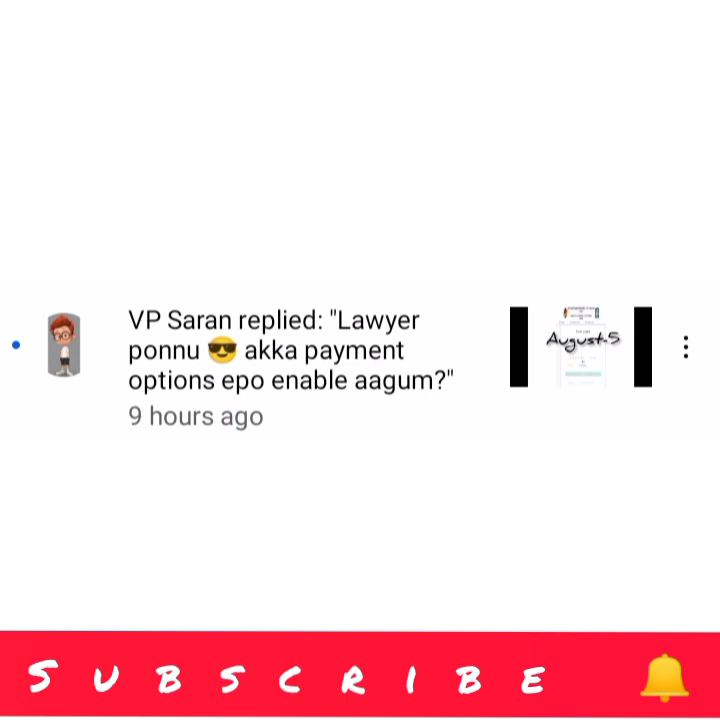 VP Saran replied: "Lawyer
ponnu 😎 akka payment
options epo enable aagum?"
9 hours ago
August-5
SUBSCRIBE